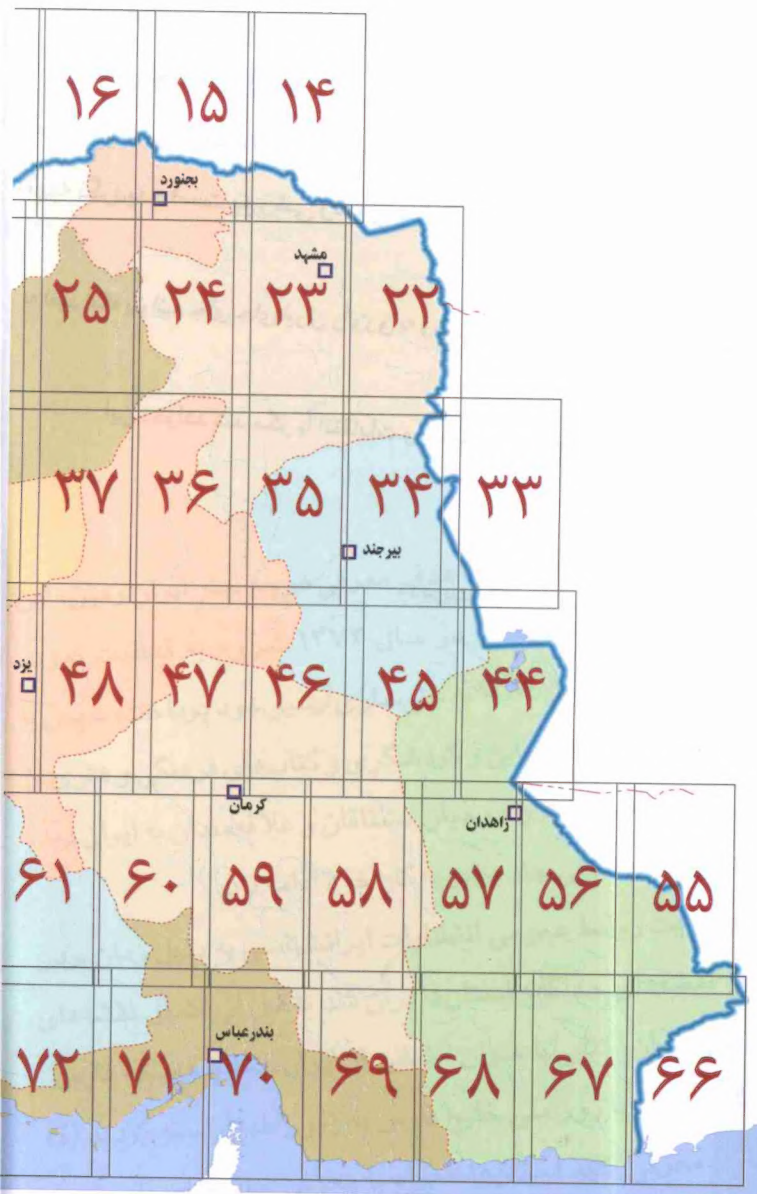 ۱۶ ۱۵ ۱۴
بجنورد
مشهد
۲۵ ۲۴ ۲۳ ۲۲
۳۷ ۳۶ ۳۵ ۳۴ ۳۳
بیرجند
یزد
۴۸ ۴۷ ۴۶ ۴۵ ۴۴
کرمان
زاهدان
۶۱ ۶۰ ۵۹ ۵۸ ۵۷ ۵۶ ۵۵
بندرعباس
۷۲ ۷۱ ۷۰ ۶۹ ۶۸ ۶۷ ۶۶